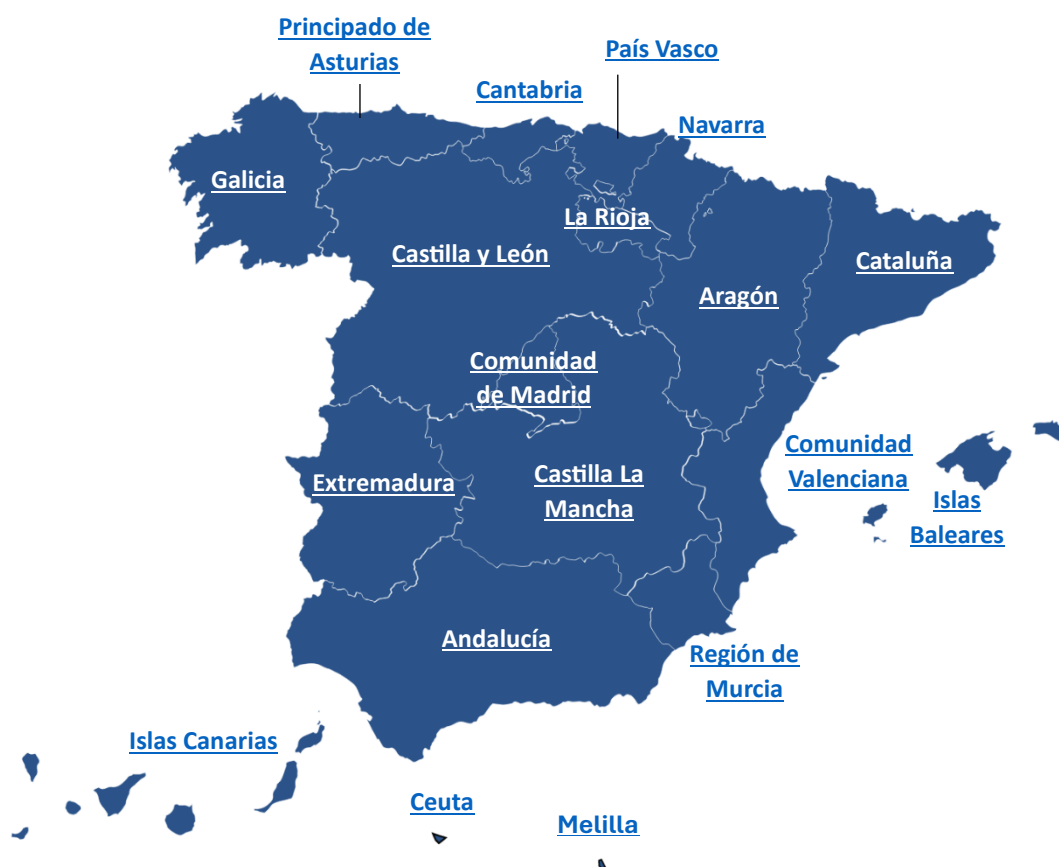 Principado de
Asturias
País Vasco
Cantabria
Navarra
Galicia
La Rioja
Castilla y León
Cataluña
Aragón
Comunidad
de Madrid
Comunidad
Valenciana
Extremadura
Castilla La
Mancha
Islas
Baleares
Andalucía
Región de
Murcia
Islas Canarias
Ceuta
Melilla